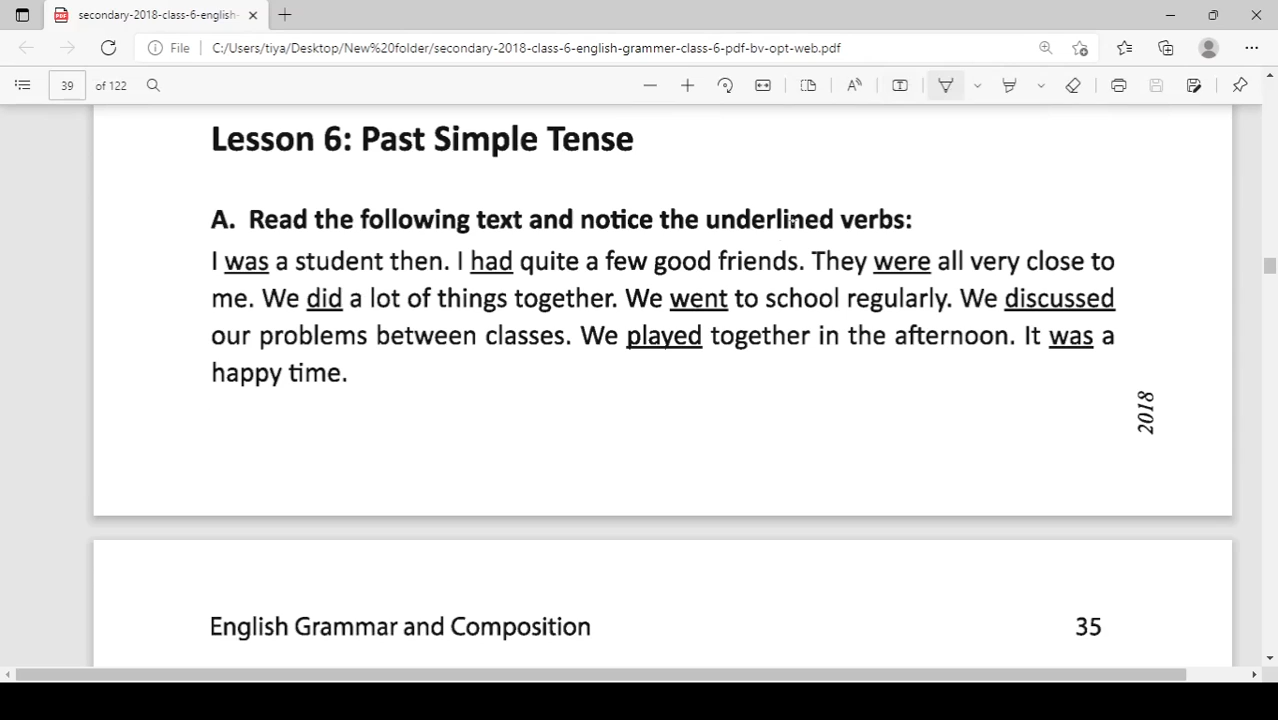 secondary-2018-class-6-english-
File C:/Users/tiya/Desktop/New%20folder/secondary-2018-class-6-english-grammer-class-6-pdf-bv-opt-web.pdf
39 of 122
Lesson 6: Past Simple Tense
A. Read the following text and notice the underlined verbs:
I was a student then. I had quite a few good friends. They were all very close to
me. We did a lot of things together. We went to school regularly. We discussed
our problems between classes. We played together in the afternoon. It was a
happy time.
2018
English Grammar and Composition 35